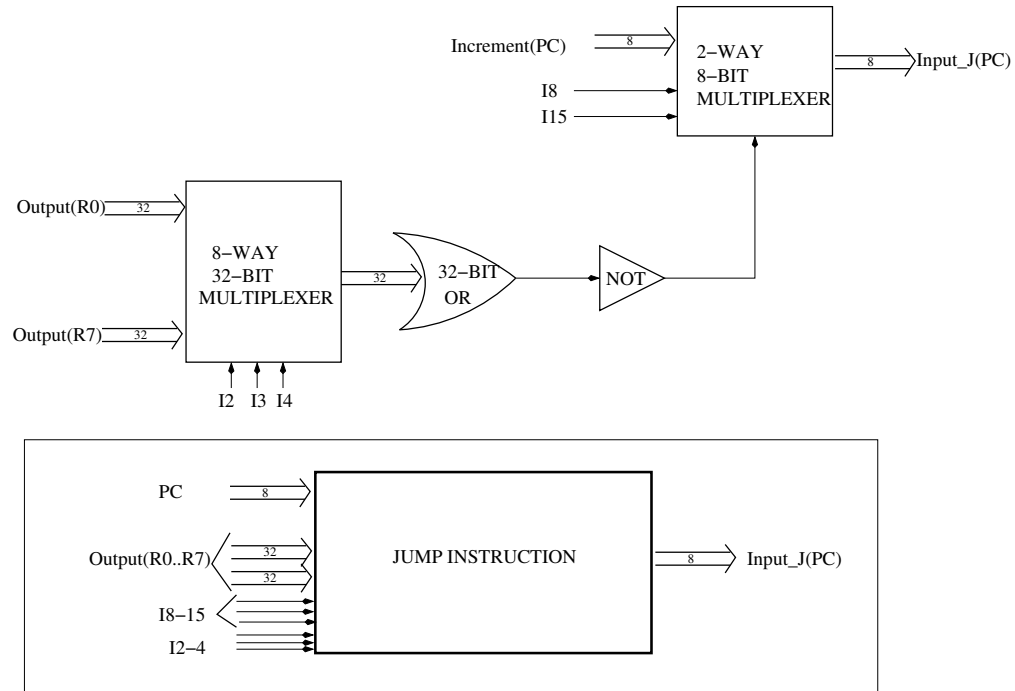 Increment(PC)
8
2−WAY
8−BIT
MULTIPLEXER
8
Input_J(PC)
I8
I15
Output(R0)
32
8−WAY
32−BIT
MULTIPLEXER
32
32−BIT
OR
NOT
Output(R7)
32
I2 I3 I4
PC
8
Output(R0..R7)
32
32
JUMP INSTRUCTION
8
Input_J(PC)
I8−15
I2−4